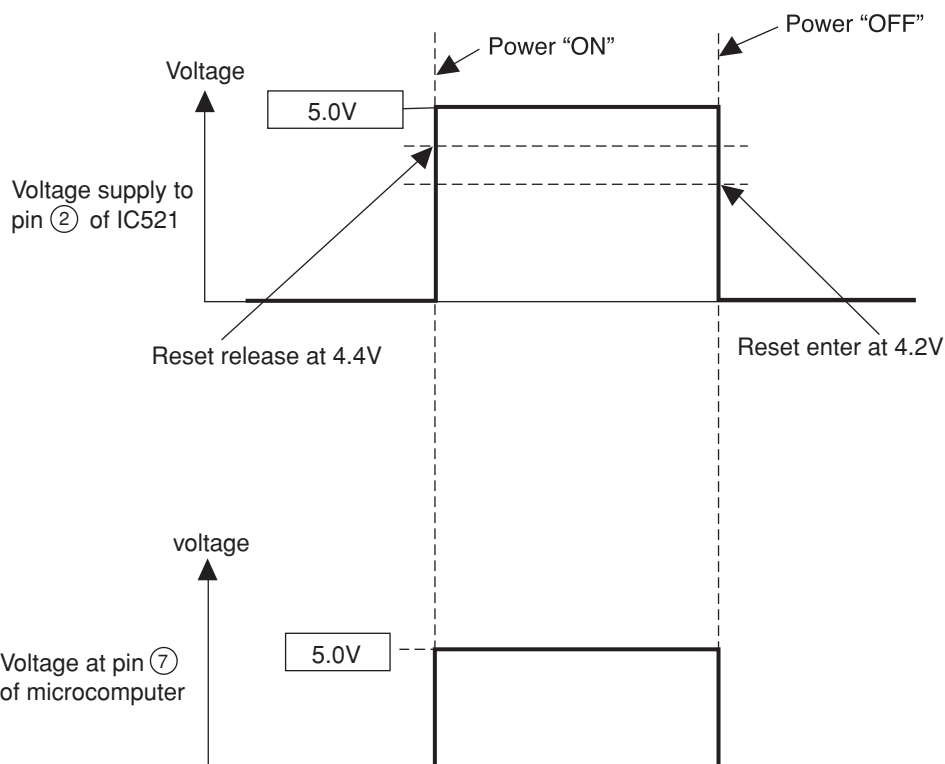 Power “OFF”
Power “ON”
Voltage
5.0V
Voltage supply to
pin ② of IC521
Reset release at 4.4V
Reset enter at 4.2V
voltage
5.0V
Voltage at pin ⑦
of microcomputer